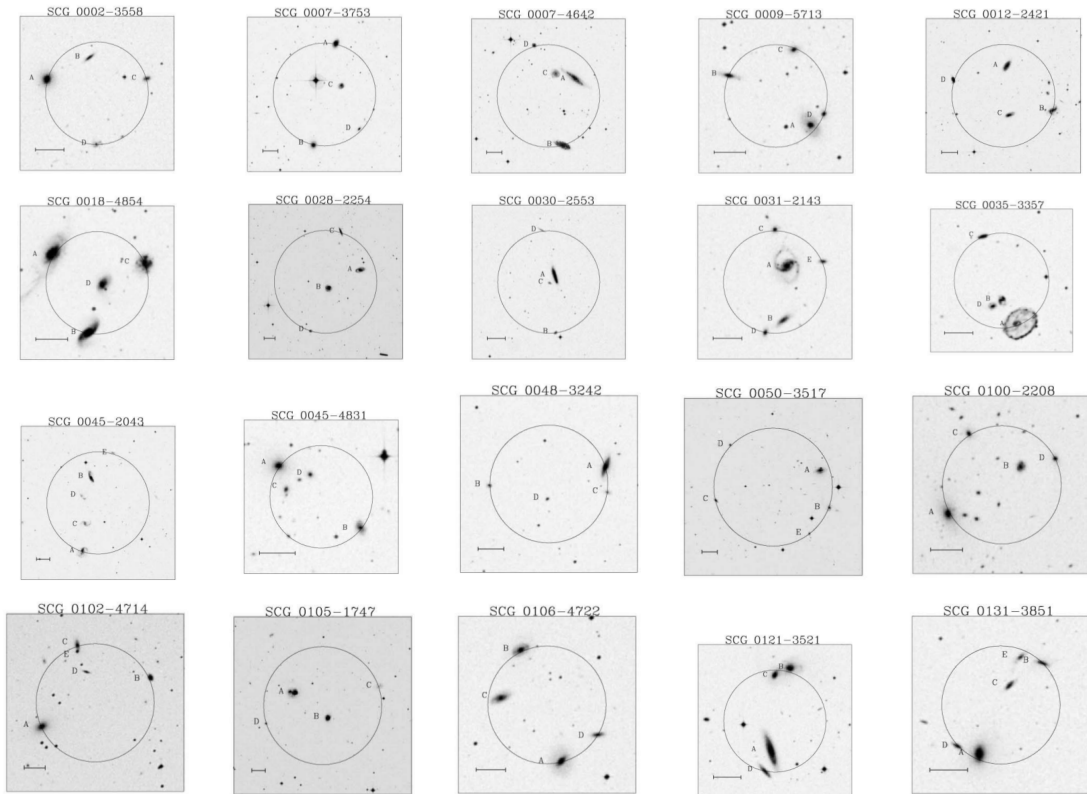 SCG 0002−3558
A
B
C
D
SCG 0007−3753
A
C
D
B
SCG 0007−4642
D
C
A
B
SCG 0009−5713
C
B
D
A
SCG 0012−2421
A
D
B
C
SCG 0018−4854
A
C
D
B
SCG 0028−2254
C
A
B
D
SCG 0030−2553
D
A
C
B
SCG 0031−2143
C
A
E
B
D
SCG 0035−3357
C
B
D
A
SCG 0045−2043
E
B
D
C
A
SCG 0045−4831
A
D
C
B
SCG 0048−3242
A
B
C
D
SCG 0050−3517
D
A
C
B
E
SCG 0100−2208
C
D
B
A
SCG 0102−4714
C
E
D
B
A
SCG 0105−1747
A
C
B
D
SCG 0106−4722
B
C
D
A
SCG 0121−3521
B
C
A
D
SCG 0131−3851
E
B
C
D
A